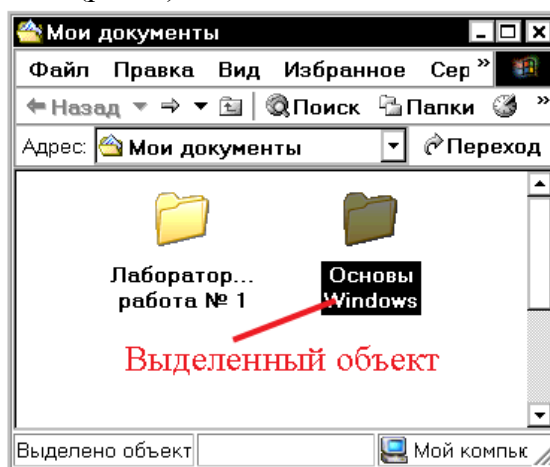 Мои документы
Файл Правка Вид Избранное Сер »
Назад Поиск Папки »
Адрес: Мои документы Переход
Лаборатор... Основы
работа № 1 Windows
Выделенный объект
Выделено объект Мой компьк